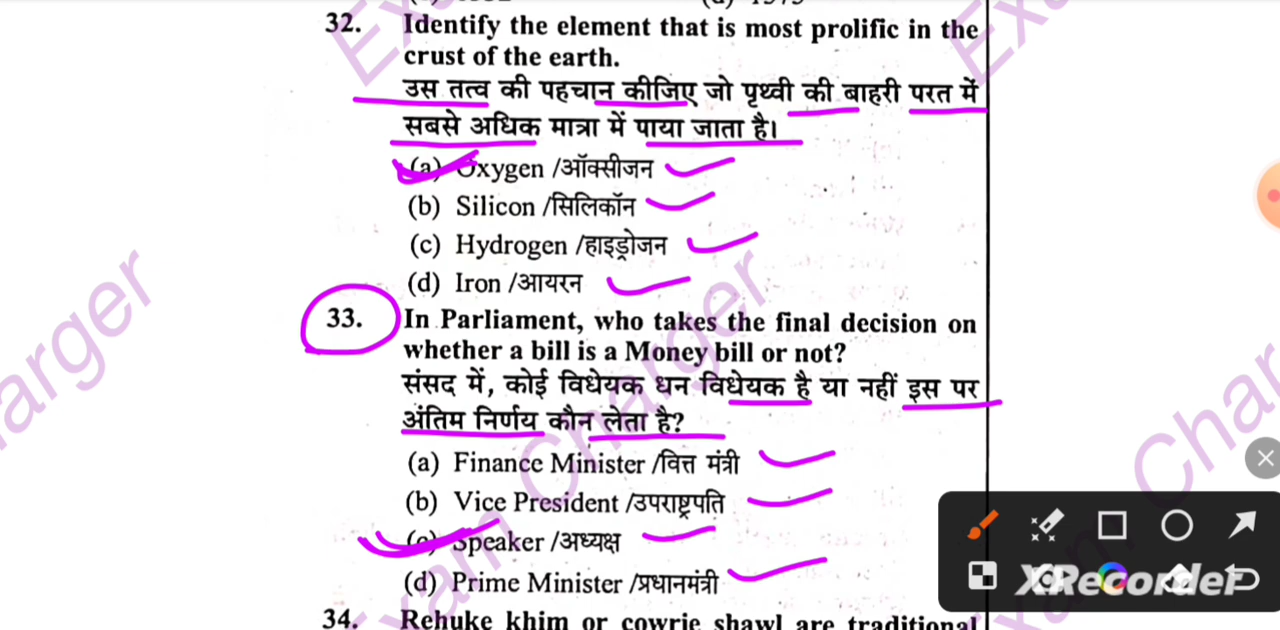 32. Identify the element that is most prolific in the
crust of the earth.
उस तत्व की पहचान कीजिए जो पृथ्वी की बाहरी परत में
सबसे अधिक मात्रा में पाया जाता है।
(a) Oxygen /ऑक्सीजन
(b) Silicon /सिलिकॉन
(c) Hydrogen /हाइड्रोजन
(d) Iron /आयरन
33. In Parliament, who takes the final decision on
whether a bill is a Money bill or not?
संसद में, कोई विधेयक धन विधेयक है या नहीं इस पर
अंतिम निर्णय कौन लेता है?
(a) Finance Minister /वित्त मंत्री
(b) Vice President /उपराष्ट्रपति
(c) Speaker /अध्यक्ष
(d) Prime Minister /प्रधानमंत्री
34. Rehuke khim or cowrie shawl are traditional
Exam Charger
XRecorder